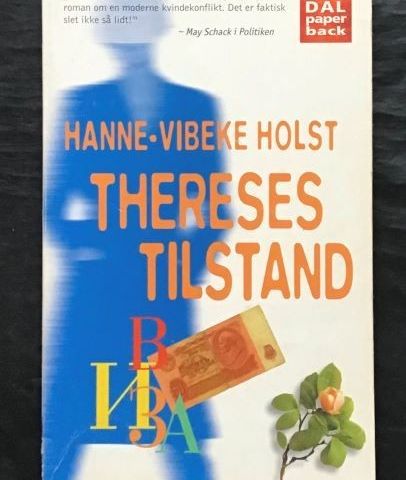 roman om en moderne kvindekonflikt. Det er faktisk
slet ikke så lidt!"
– May Schack i Politiken
DAL
paper
back
HANNE-VIBEKE HOLST
THERESES
TILSTAND
В
И
З
А